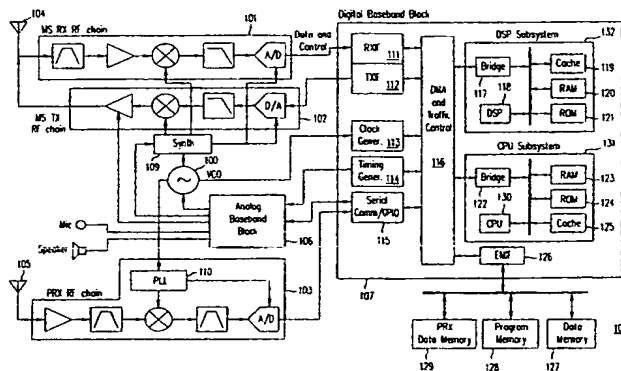 104
MS RX RF chain
101
A/D
Data and Control
MS TX RF chain
D/A
102
Synth
109
100
VCO
Mic
Speaker
Analog Baseband Block
106
105
PRX RF chain
PLL
110
103
A/D
Digital Baseband Block
RXF
111
TXF
112
Clock Gener.
113
Timing Gener.
114
Serial Comm/GPIO
115
DMA and Traffic Control
116
107
DSP Subsystem
132
Bridge
117
118
DSP
Cache
119
RAM
120
ROM
121
CPU Subsystem
131
Bridge
122
130
CPU
RAM
123
ROM
124
Cache
125
EMIF
126
PRX Data Memory
129
Program Memory
128
Data Memory
127